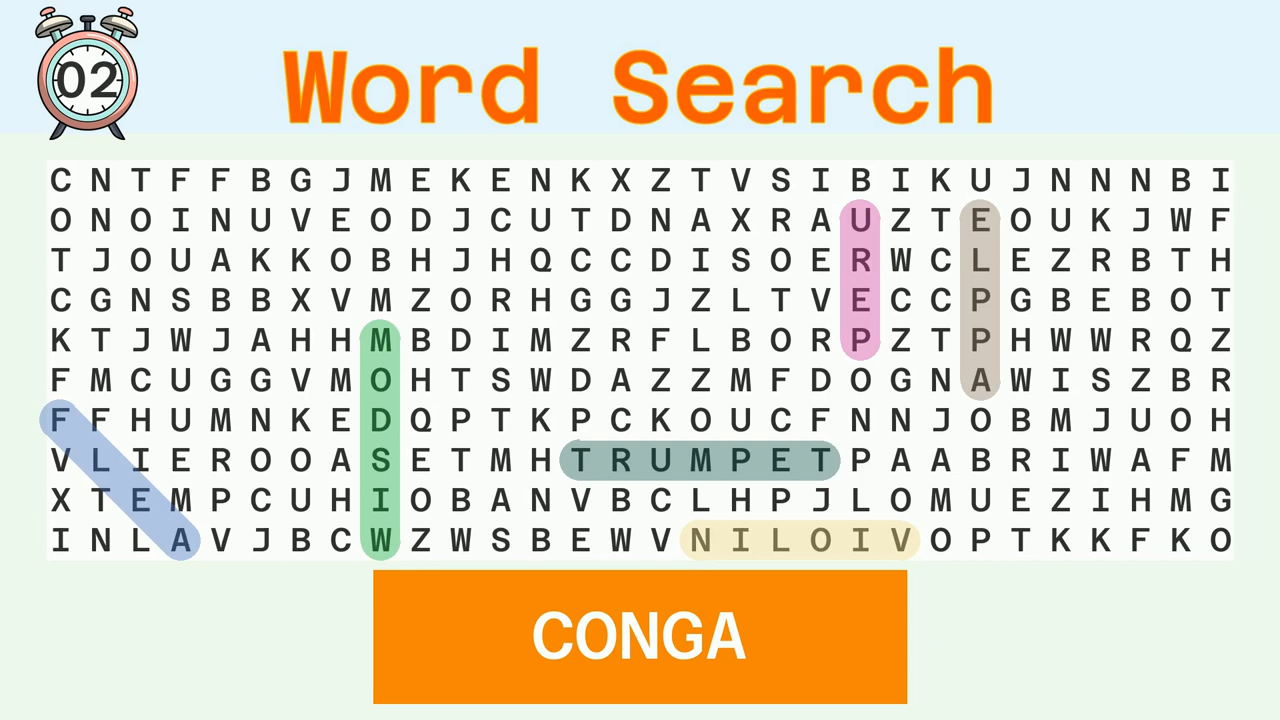 02
Word Search
C N T F F B G J M E K E N K X Z T V S I B I K U J N N N B I
O N O I N U V E O D J C U T D N A X R A U Z T E O U K J W F
T J O U A K K O B H J H Q C C D I S O E R W C L E Z R B T H
C G N S B B X V M Z O R H G G J Z L T V E C C P G B E B O T
K T J W J A H H M B D I M Z R F L B O R P Z T P H W W R Q Z
F M C U G G V M O H T S W D A Z Z M F D O G N A W I S Z B R
F F H U M N K E D Q P T K P C K O U C F N N J O B M J U O H
V L I E R O O A S E T M H T R U M P E T P A A B R I W A F M
X T E M P C U H I O B A N V B C L H P J L O M U E Z I H M G
I N L A V J B C W Z W S B E W V N I L O I V O P T K K F K O
CONGA